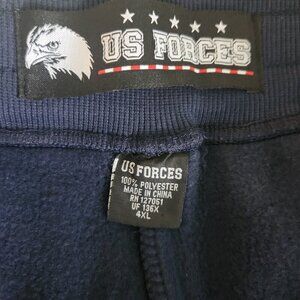 US FORCES
US FORCES
100% POLYESTER
MADE IN CHINA
RN 127051
UF 136X
4XL